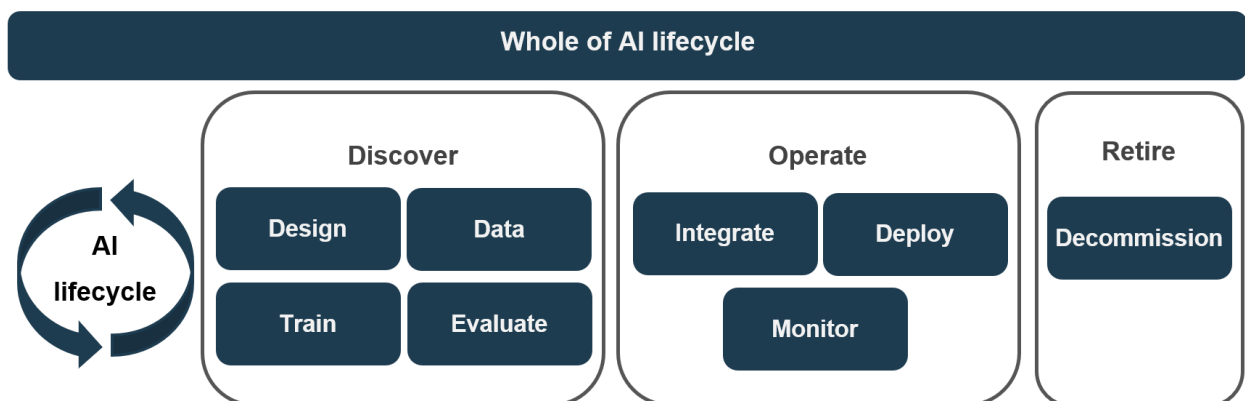 Whole of AI lifecycle
AI
lifecycle
Discover
Design
Data
Train
Evaluate
Operate
Integrate
Deploy
Monitor
Retire
Decommission